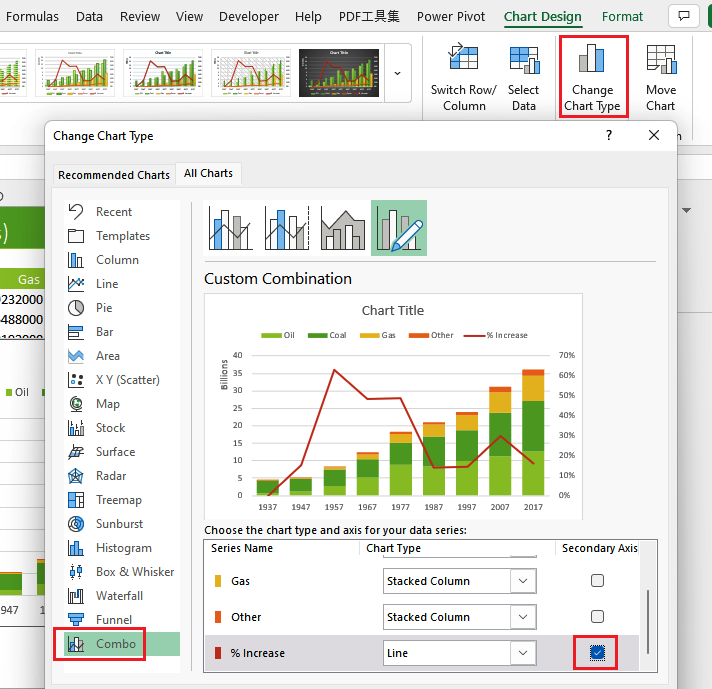 Formulas Data Review View Developer Help PDF工具集 Power Pivot Chart Design Format
Switch Row/ Column
Select Data
Change Chart Type
Move Chart
Change Chart Type
?
Recommended Charts All Charts
Recent
Templates
Column
Line
Pie
Bar
Area
X Y (Scatter)
Map
Stock
Surface
Radar
Treemap
Sunburst
Histogram
Box & Whisker
Waterfall
Funnel
Combo
Custom Combination
Chart Title
Oil Coal Gas Other % Increase
Billions
40 70%
35 60%
30 50%
25 40%
20 30%
15 20%
10 10%
5 0%
0
1937 1947 1957 1967 1977 1987 1997 2007 2017
Choose the chart type and axis for your data series:
Series Name Chart Type Secondary Axis
Gas Stacked Column
Other Stacked Column
% Increase Line
)
Gas
9232000
488000
Oil
947 1